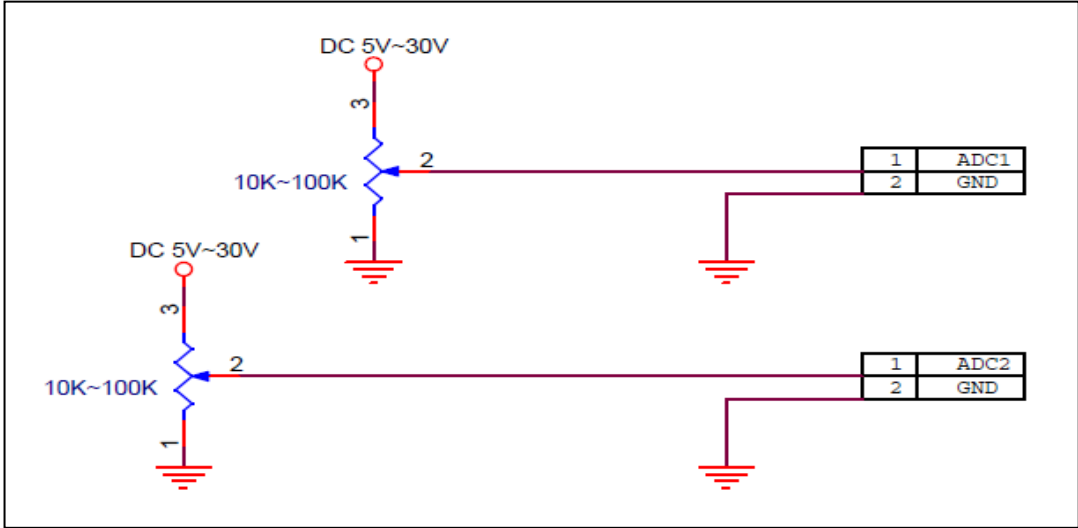 DC 5V~30V
3
2
10K~100K
1
1 ADC1
2 GND
DC 5V~30V
3
2
10K~100K
1
1 ADC2
2 GND